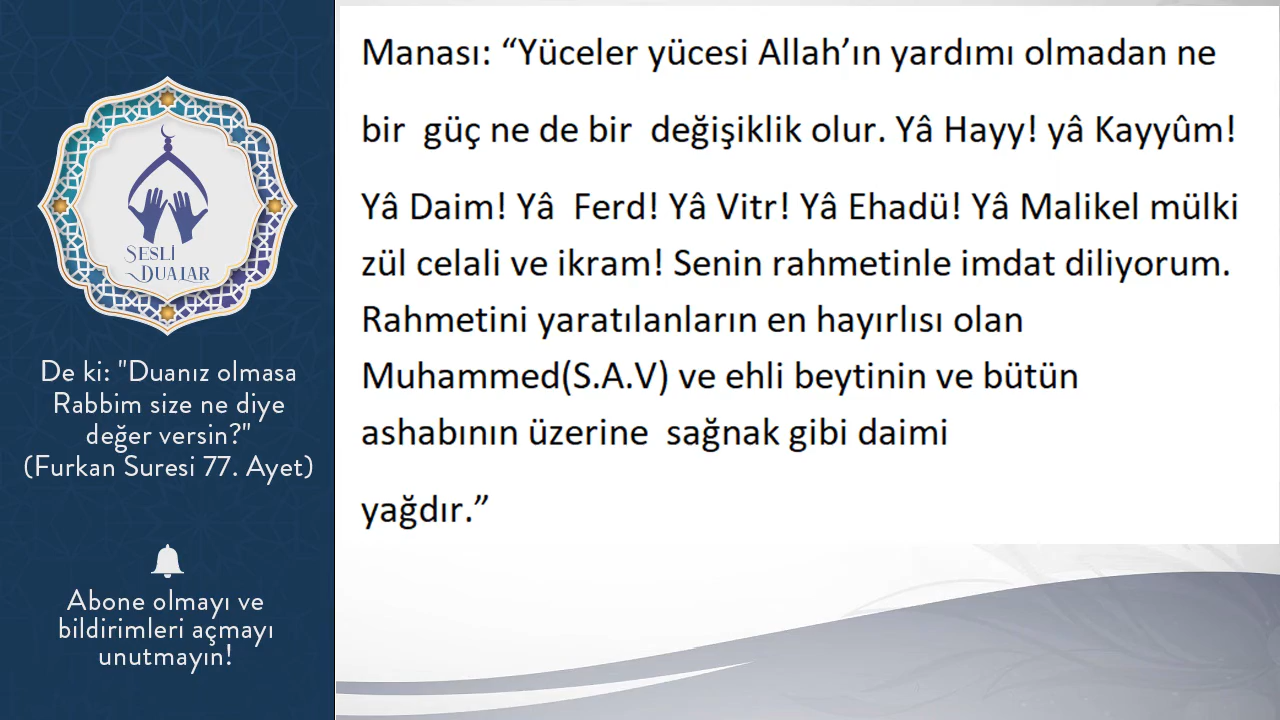 SESLİ
DUALAR
De ki: "Duanız olmasa
Rabbim size ne diye
değer versin?"
(Furkan Suresi 77. Ayet)
Abone olmayı ve
bildirimleri açmayı
unutmayın!
Manası: “Yüceler yücesi Allah’ın yardımı olmadan ne
bir güç ne de bir değişiklik olur. Yâ Hayy! yâ Kayyûm!
Yâ Daim! Yâ Ferd! Yâ Vitr! Yâ Ehadü! Yâ Malikel mülki
zül celali ve ikram! Senin rahmetinle imdat diliyorum.
Rahmetini yaratılanların en hayırlısı olan
Muhammed(S.A.V) ve ehli beytinin ve bütün
ashabının üzerine sağnak gibi daimi
yağdır.”